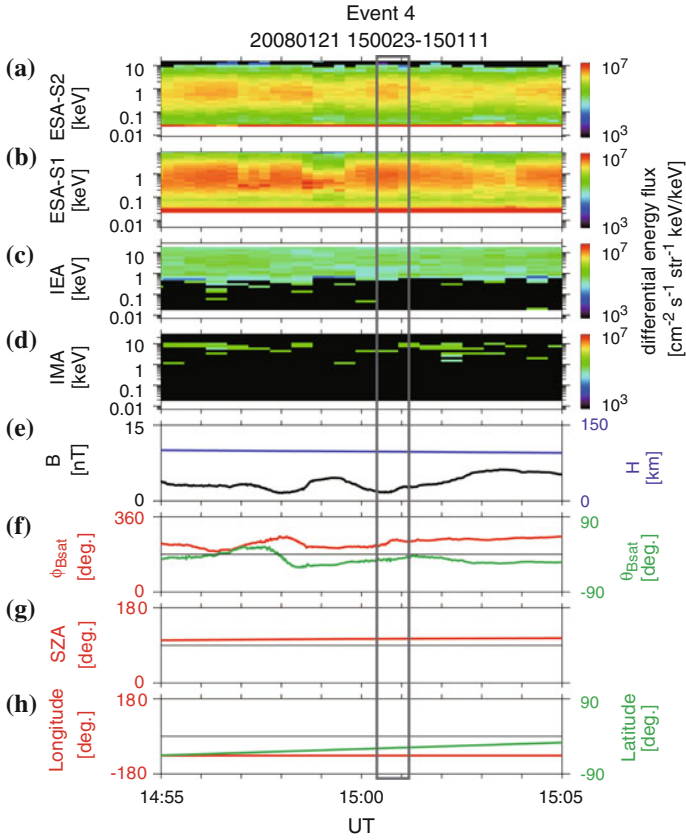 Event 4
20080121 150023-150111
(a)
ESA-S2
[keV]
10
1
0.1
0.01
10⁷
10³
(b)
ESA-S1
[keV]
1
0.1
0.01
10⁷
10³
(c)
IEA
[keV]
10
1
0.1
0.01
10⁷
10³
(d)
IMA
[keV]
10
1
0.1
0.01
10⁷
10³
differential energy flux
[cm⁻² s⁻¹ str⁻¹ keV/keV]
(e)
B
[nT]
15
0
150
0
H
[km]
(f)
ϕBsat
[deg.]
360
0
90
-90
θBsat
[deg.]
(g)
SZA
[deg.]
180
0
(h)
Longitude
[deg.]
180
-180
90
-90
Latitude
[deg.]
14:55
15:00
15:05
UT